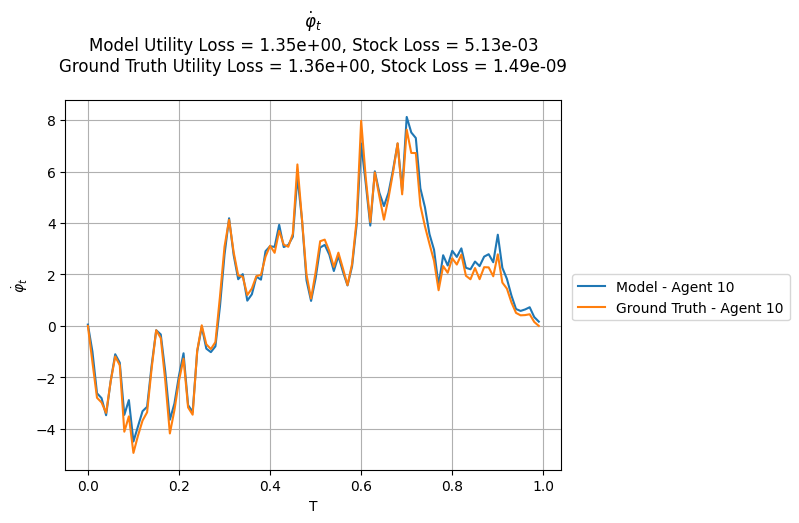 φ̇ₜ
Model Utility Loss = 1.35e+00, Stock Loss = 5.13e-03
Ground Truth Utility Loss = 1.36e+00, Stock Loss = 1.49e-09
8
6
4
2
0
−2
−4
φ̇ₜ
0.0 0.2 0.4 0.6 0.8 1.0
T
Model - Agent 10
Ground Truth - Agent 10